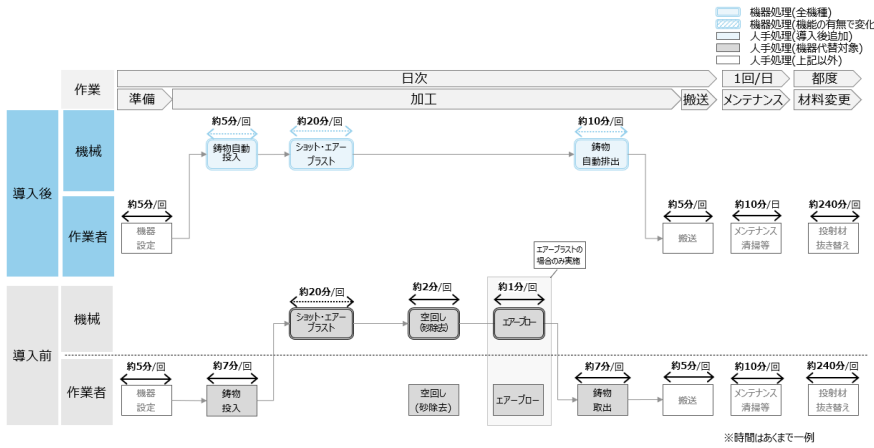 機器処理(全機種)
機器処理(機能の有無で変化
人手処理(導入後追加)
人手処理(機器代替対象)
人手処理(上記以外)
作業
日次
1回/日
都度
準備
加工
搬送
メンテナンス
材料変更
導入後
機械
約5分/回
約20分/回
約10分/回
鋳物自動
投入
ショット・エアー
ブラスト
鋳物
自動排出
作業者
約5分/回
約5分/回
約10分/日
約240分/回
機器
設定
搬送
メンテナンス
清掃等
投射材
抜き替え
エアーブラストの
場合のみ実施
導入前
機械
約20分/回
約2分/回
約1分/回
ショット・エアー
ブラスト
空回し
(砂除去)
エアーブロー
作業者
約5分/回
約7分/回
約7分/回
約5分/回
約10分/回
約240分/回
機器
設定
鋳物
投入
空回し
(砂除去)
エアーブロー
鋳物
取出
搬送
メンテナンス
清掃等
投射材
抜き替え
※時間はあくまで一例